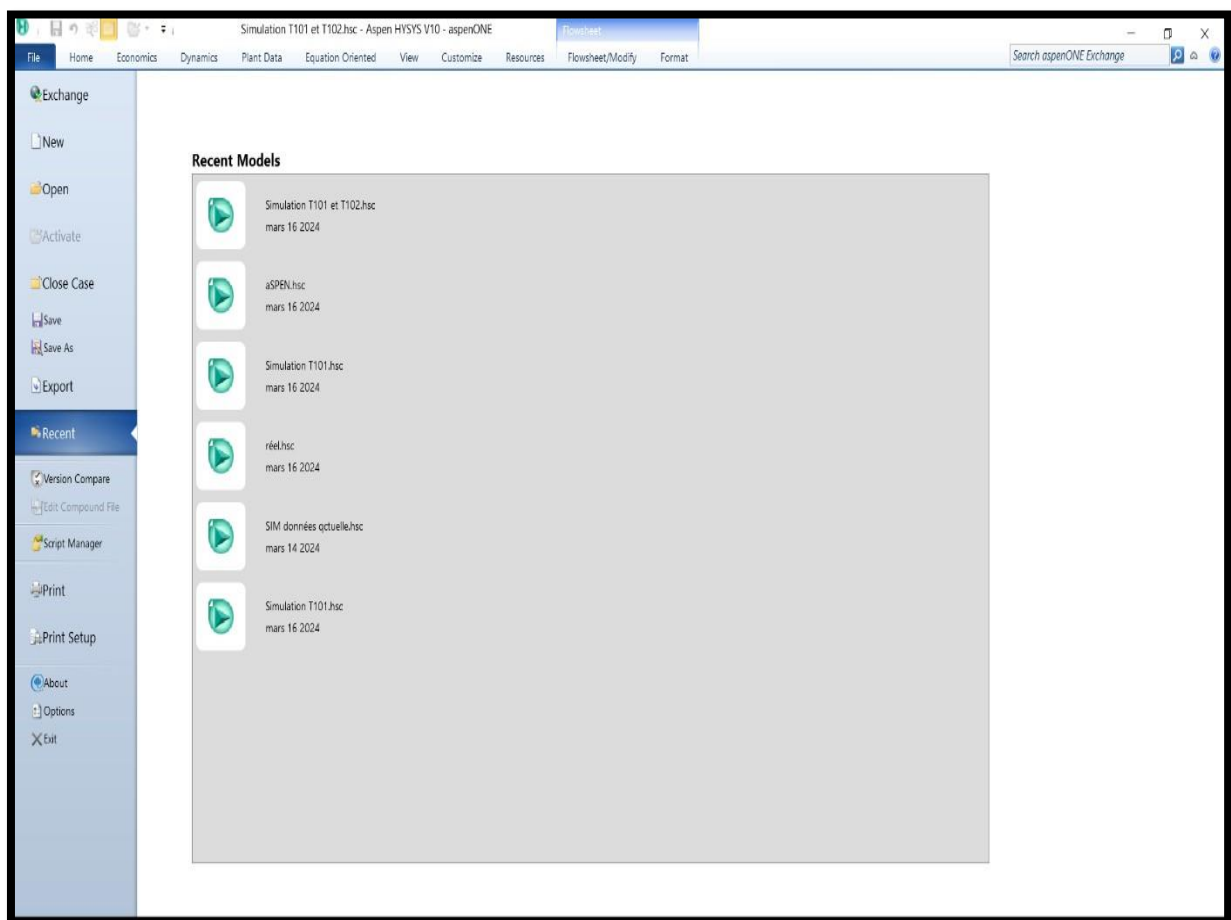 Simulation T101 et T102.hsc - Aspen HYSYS V10 - aspenONE
Flowsheet
File Home Economics Dynamics Plant Data Equation Oriented View Customize Resources Flowsheet/Modify Format
Search aspenONE Exchange
Exchange
New
Open
Activate
Close Case
Save
Save As
Export
Recent
Version Compare
Edit Compound File
Script Manager
Print
Print Setup
About
Options
Exit
Recent Models
Simulation T101 et T102.hsc
mars 16 2024
aSPEN.hsc
mars 16 2024
Simulation T101.hsc
mars 16 2024
réel.hsc
mars 16 2024
SIM données qctuelle.hsc
mars 14 2024
Simulation T101.hsc
mars 16 2024